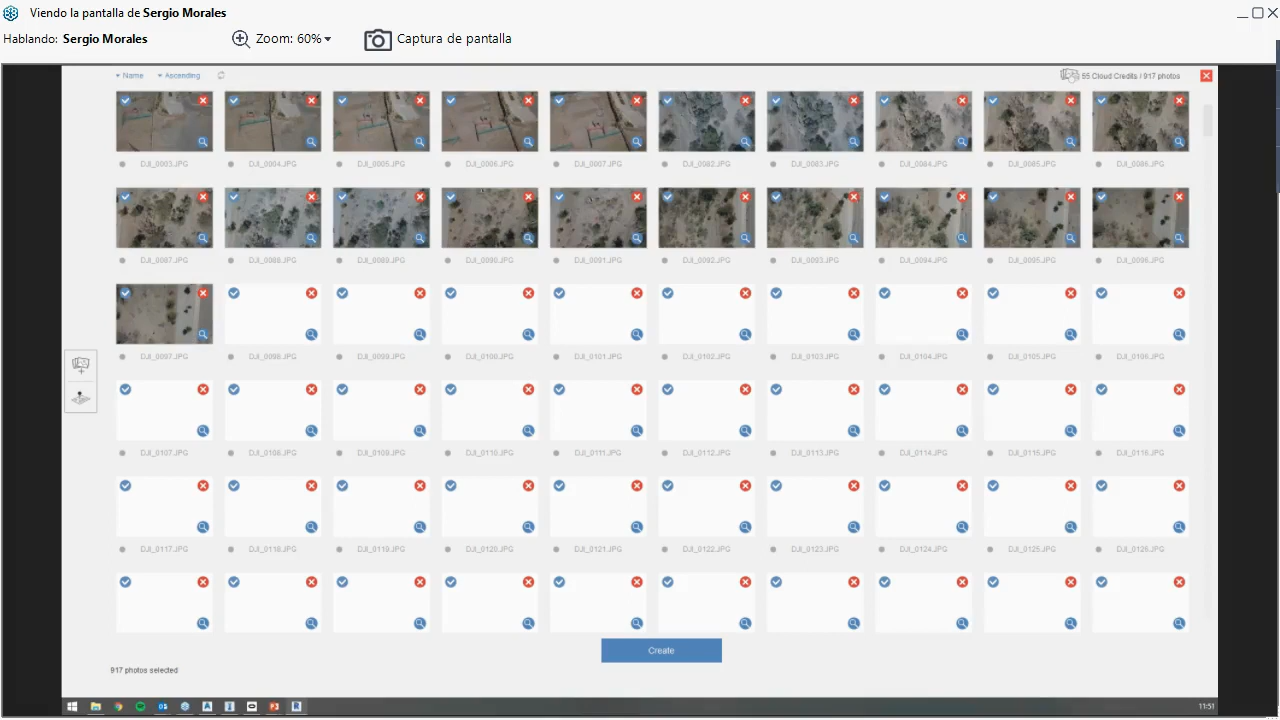 Viendo la pantalla de Sergio Morales
Hablando: Sergio Morales Zoom: 60% Captura de pantalla
Name Ascending 55 Cloud Credits / 917 photos
DJI_0003.JPG DJI_0004.JPG DJI_0005.JPG DJI_0006.JPG DJI_0007.JPG DJI_0082.JPG DJI_0083.JPG DJI_0084.JPG DJI_0085.JPG DJI_0086.JPG
DJI_0087.JPG DJI_0088.JPG DJI_0089.JPG DJI_0090.JPG DJI_0091.JPG DJI_0092.JPG DJI_0093.JPG DJI_0094.JPG DJI_0095.JPG DJI_0096.JPG
DJI_0097.JPG DJI_0098.JPG DJI_0099.JPG DJI_0100.JPG DJI_0101.JPG DJI_0102.JPG DJI_0103.JPG DJI_0104.JPG DJI_0105.JPG DJI_0106.JPG
DJI_0107.JPG DJI_0108.JPG DJI_0109.JPG DJI_0110.JPG DJI_0111.JPG DJI_0112.JPG DJI_0113.JPG DJI_0114.JPG DJI_0115.JPG DJI_0116.JPG
DJI_0117.JPG DJI_0118.JPG DJI_0119.JPG DJI_0120.JPG DJI_0121.JPG DJI_0122.JPG DJI_0123.JPG DJI_0124.JPG DJI_0125.JPG DJI_0126.JPG
Create
917 photos selected
11:51